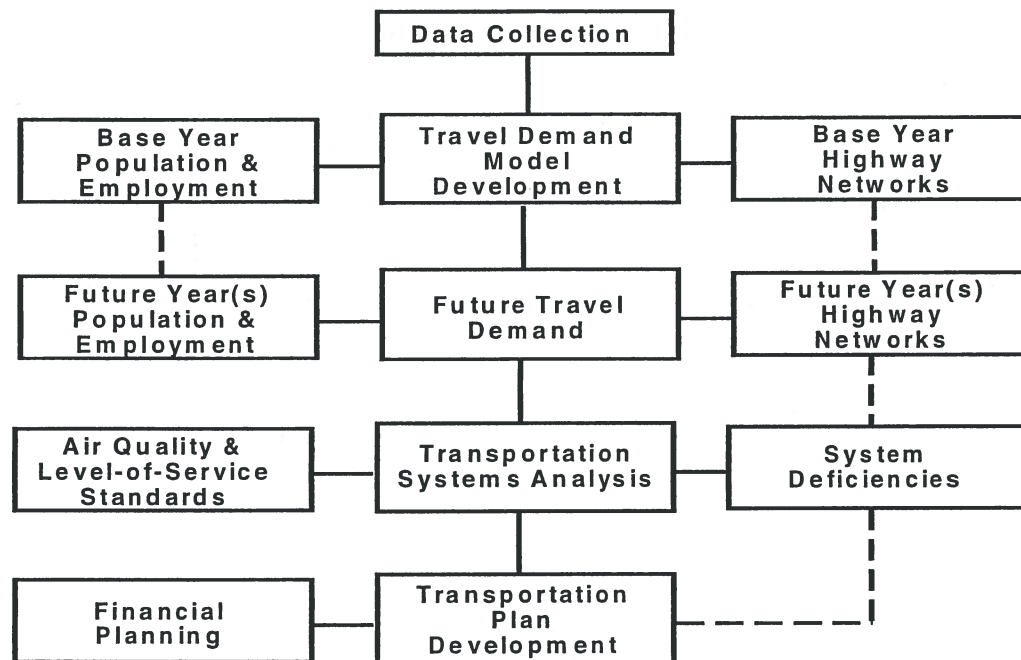 Data Collection
Base Year
Population &
Employment
Travel Demand
Model
Development
Base Year
Highway
Networks
Future Year(s)
Population &
Employment
Future Travel
Demand
Future Year(s)
Highway
Networks
Air Quality &
Level-of-Service
Standards
Transportation
Systems Analysis
System
Deficiencies
Financial
Planning
Transportation
Plan
Development